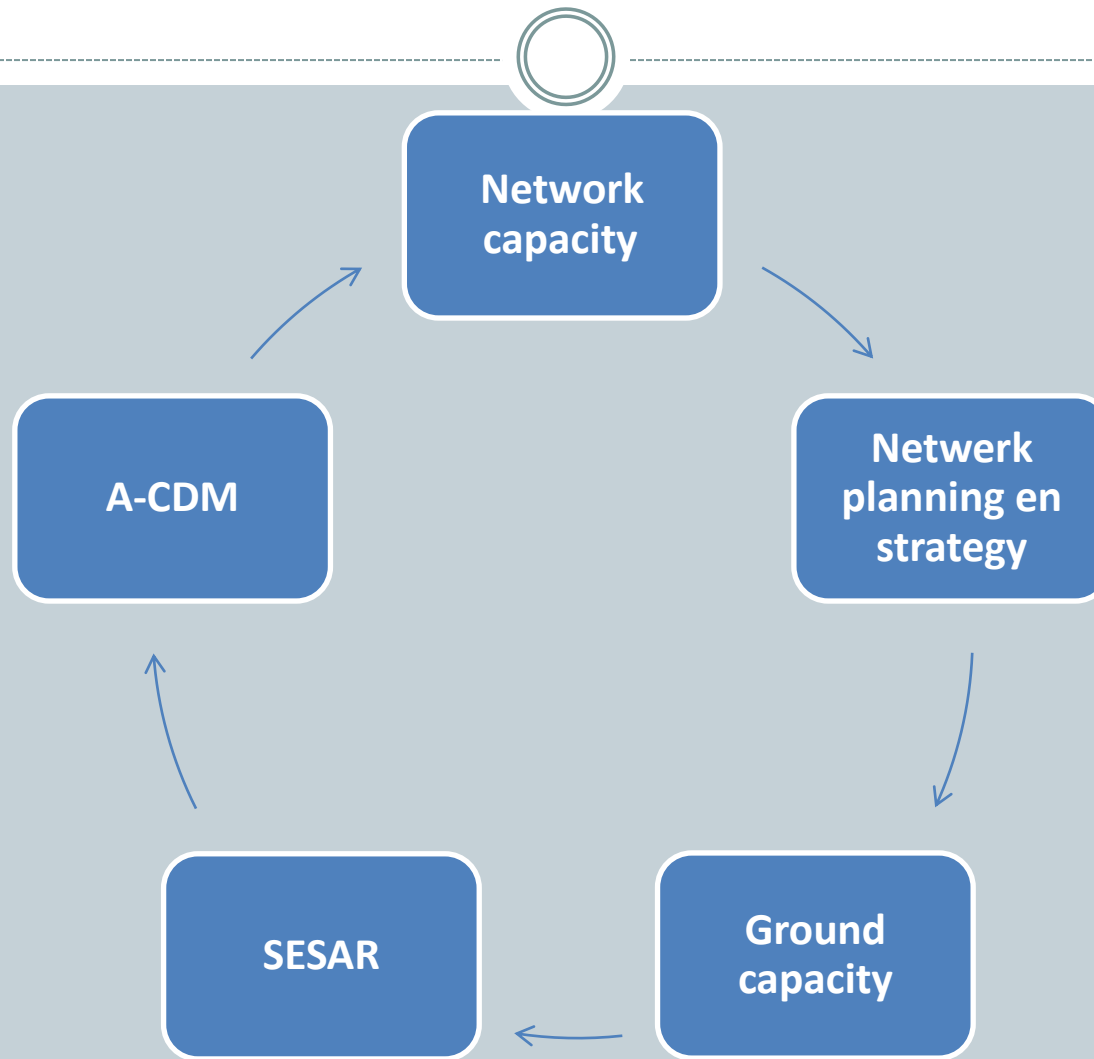 Network
capacity
Netwerk
planning en
strategy
Ground
capacity
SESAR
A-CDM